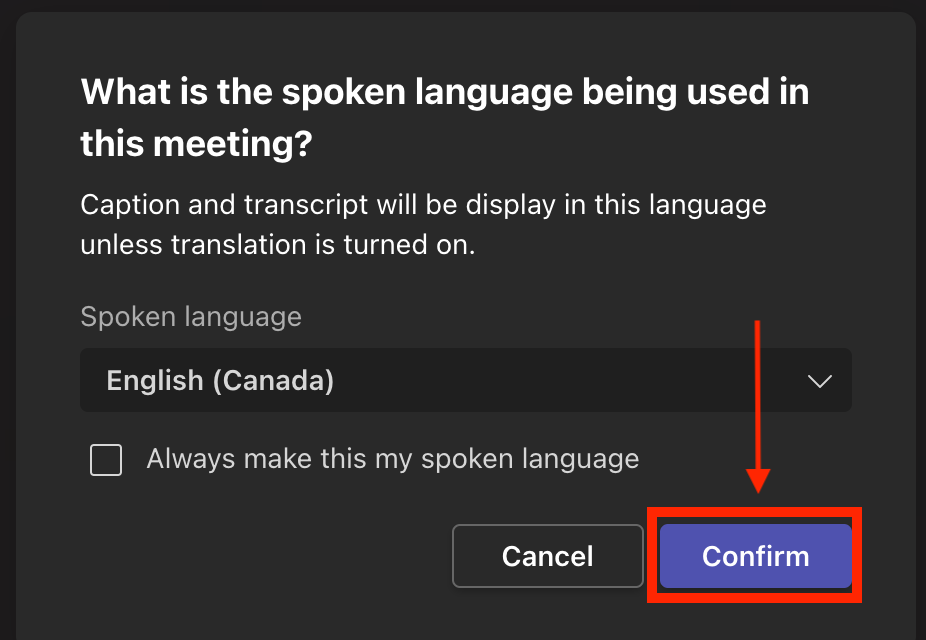 What is the spoken language being used in
this meeting?
Caption and transcript will be display in this language
unless translation is turned on.
Spoken language
English (Canada)
Always make this my spoken language
Cancel
Confirm